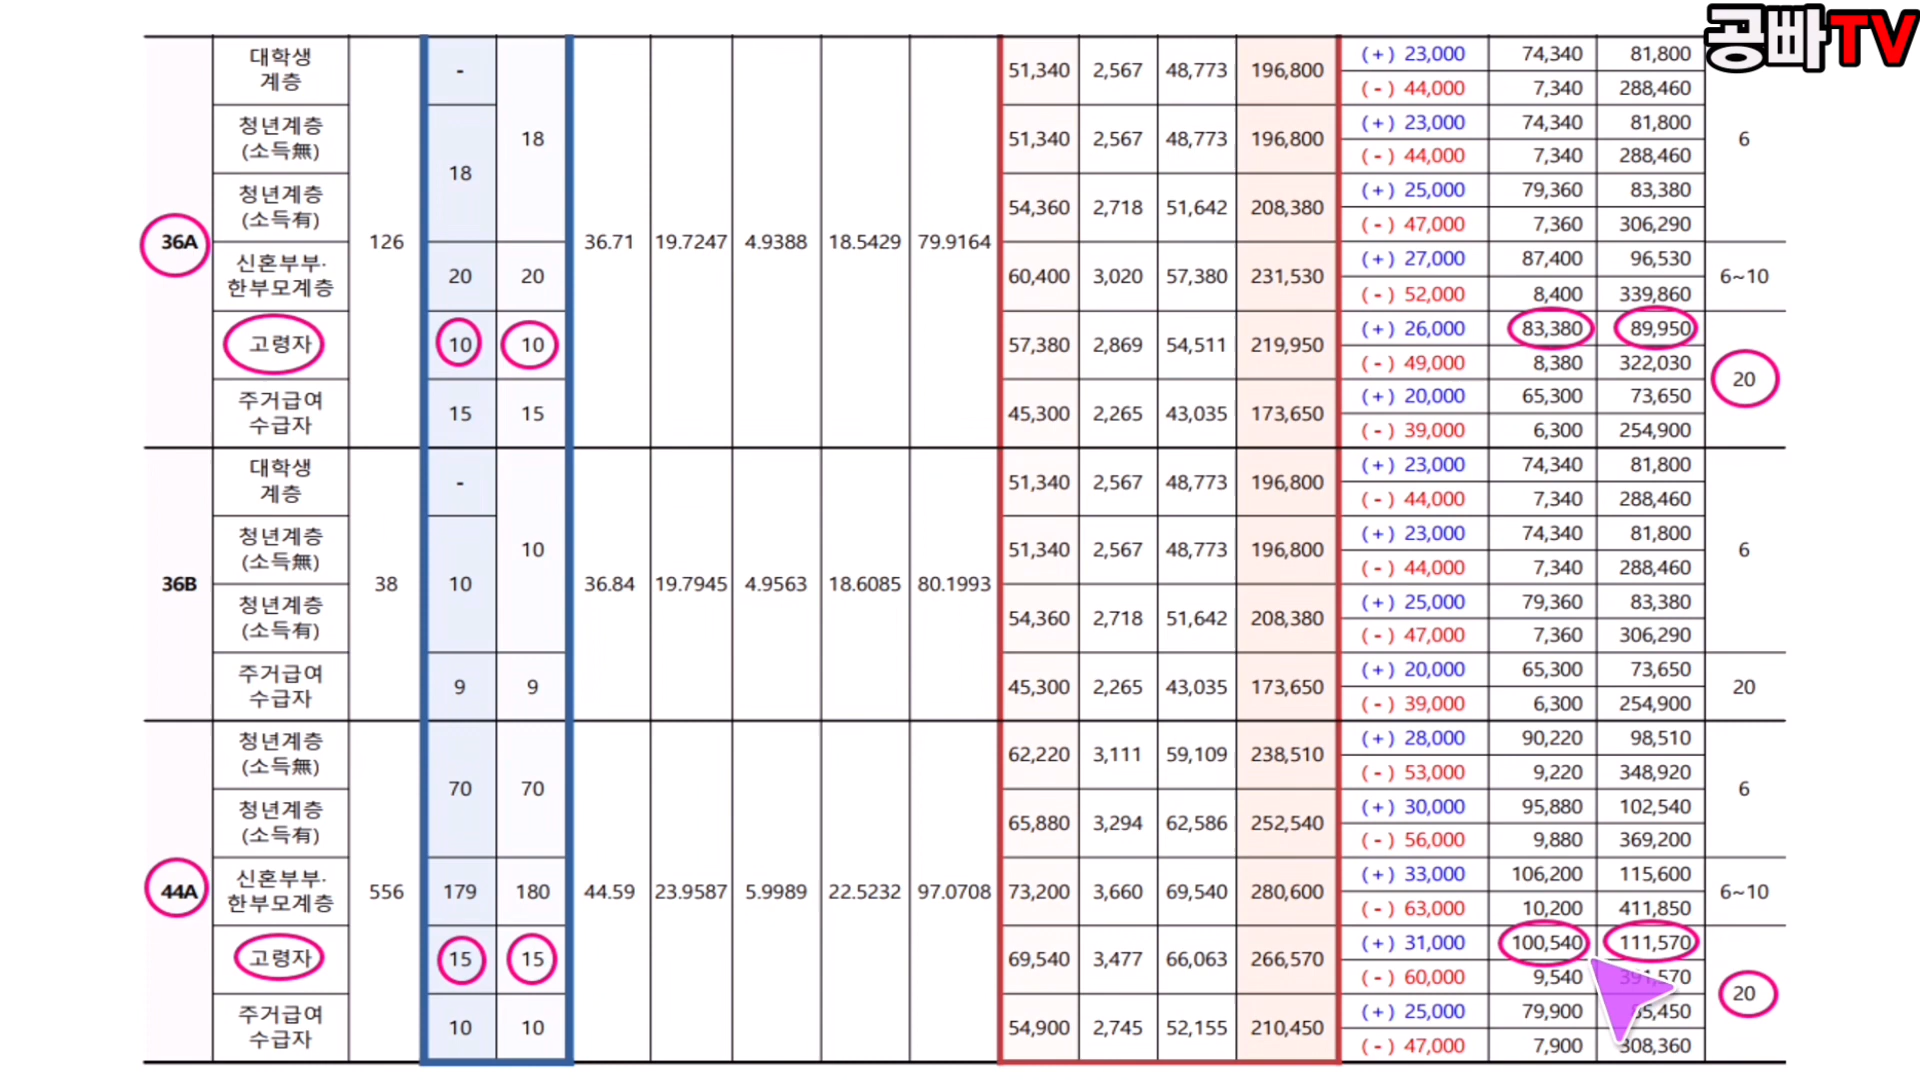 공빠TV
대학생 계층 - 51,340 2,567 48,773 196,800 (+) 23,000 74,340 81,800
(-) 44,000 7,340 288,460
청년계층 (소득無) 18 18 51,340 2,567 48,773 196,800 (+) 23,000 74,340 81,800 6
(-) 44,000 7,340 288,460
청년계층 (소득有) 54,360 2,718 51,642 208,380 (+) 25,000 79,360 83,380
(-) 47,000 7,360 306,290
36A 126 36.71 19.7247 4.9388 18.5429 79.9164
신혼부부· 한부모계층 20 20 60,400 3,020 57,380 231,530 (+) 27,000 87,400 96,530 6~10
(-) 52,000 8,400 339,860
고령자 10 10 57,380 2,869 54,511 219,950 (+) 26,000 83,380 89,950
(-) 49,000 8,380 322,030 20
주거급여 수급자 15 15 45,300 2,265 43,035 173,650 (+) 20,000 65,300 73,650
(-) 39,000 6,300 254,900
대학생 계층 - 51,340 2,567 48,773 196,800 (+) 23,000 74,340 81,800
(-) 44,000 7,340 288,460
청년계층 (소득無) 10 10 51,340 2,567 48,773 196,800 (+) 23,000 74,340 81,800 6
(-) 44,000 7,340 288,460
36B 38 36.84 19.7945 4.9563 18.6085 80.1993
청년계층 (소득有) 54,360 2,718 51,642 208,380 (+) 25,000 79,360 83,380
(-) 47,000 7,360 306,290
주거급여 수급자 9 9 45,300 2,265 43,035 173,650 (+) 20,000 65,300 73,650 20
(-) 39,000 6,300 254,900
청년계층 (소득無) 70 70 62,220 3,111 59,109 238,510 (+) 28,000 90,220 98,510 6
(-) 53,000 9,220 348,920
청년계층 (소득有) 65,880 3,294 62,586 252,540 (+) 30,000 95,880 102,540
(-) 56,000 9,880 369,200
44A 신혼부부· 한부모계층 556 179 180 44.59 23.9587 5.9989 22.5232 97.0708 73,200 3,660 69,540 280,600 (+) 33,000 106,200 115,600 6~10
(-) 63,000 10,200 411,850
고령자 15 15 69,540 3,477 66,063 266,570 (+) 31,000 100,540 111,570
(-) 60,000 9,540 391,570 20
주거급여 수급자 10 10 54,900 2,745 52,155 210,450 (+) 25,000 79,900
(-) 47,000 7,900 308,360